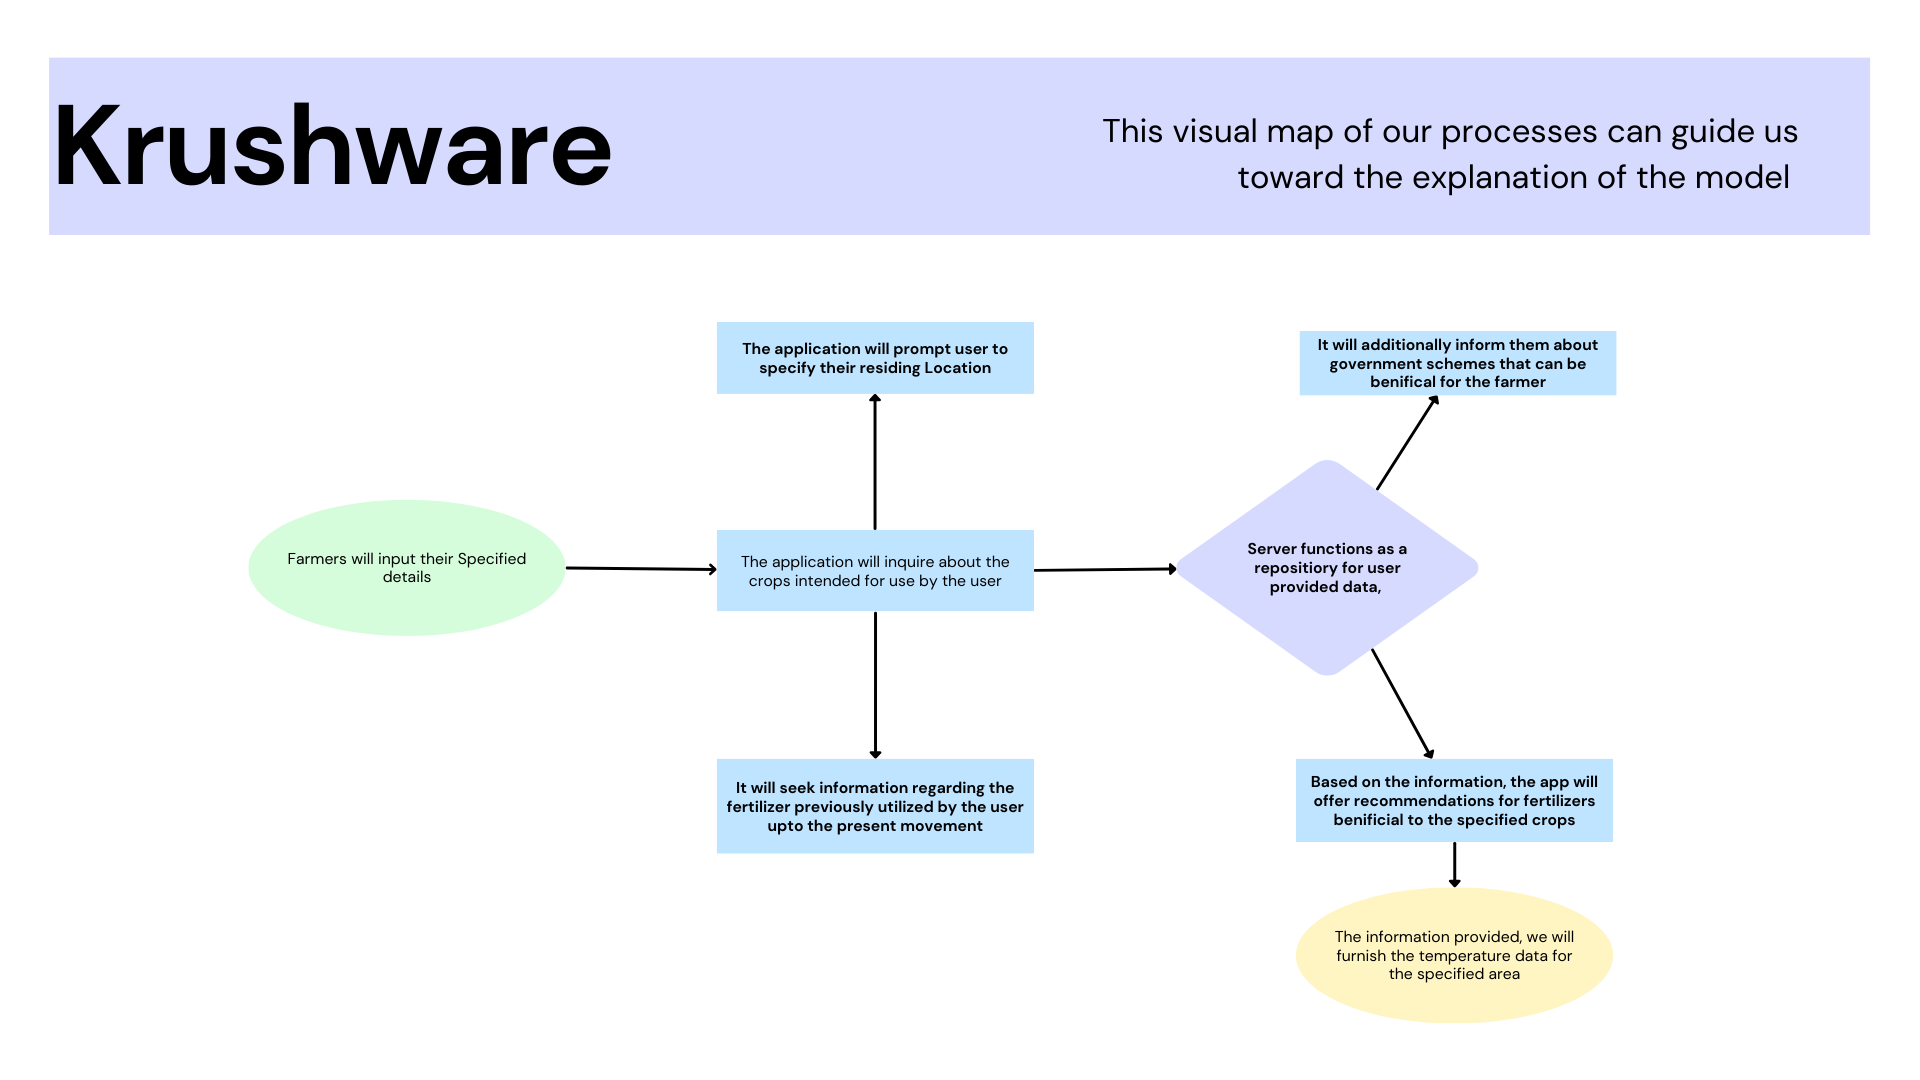 Krushware
This visual map of our processes can guide us
toward the explanation of the model
The application will prompt user to
specify their residing Location
It will additionally inform them about
government schemes that can be
benifical for the farmer
Farmers will input their Specified
details
The application will inquire about the
crops intended for use by the user
Server functions as a
repositiory for user
provided data,
It will seek information regarding the
fertilizer previously utilized by the user
upto the present movement
Based on the information, the app will
offer recommendations for fertilizers
benificial to the specified crops
The information provided, we will
furnish the temperature data for
the specified area